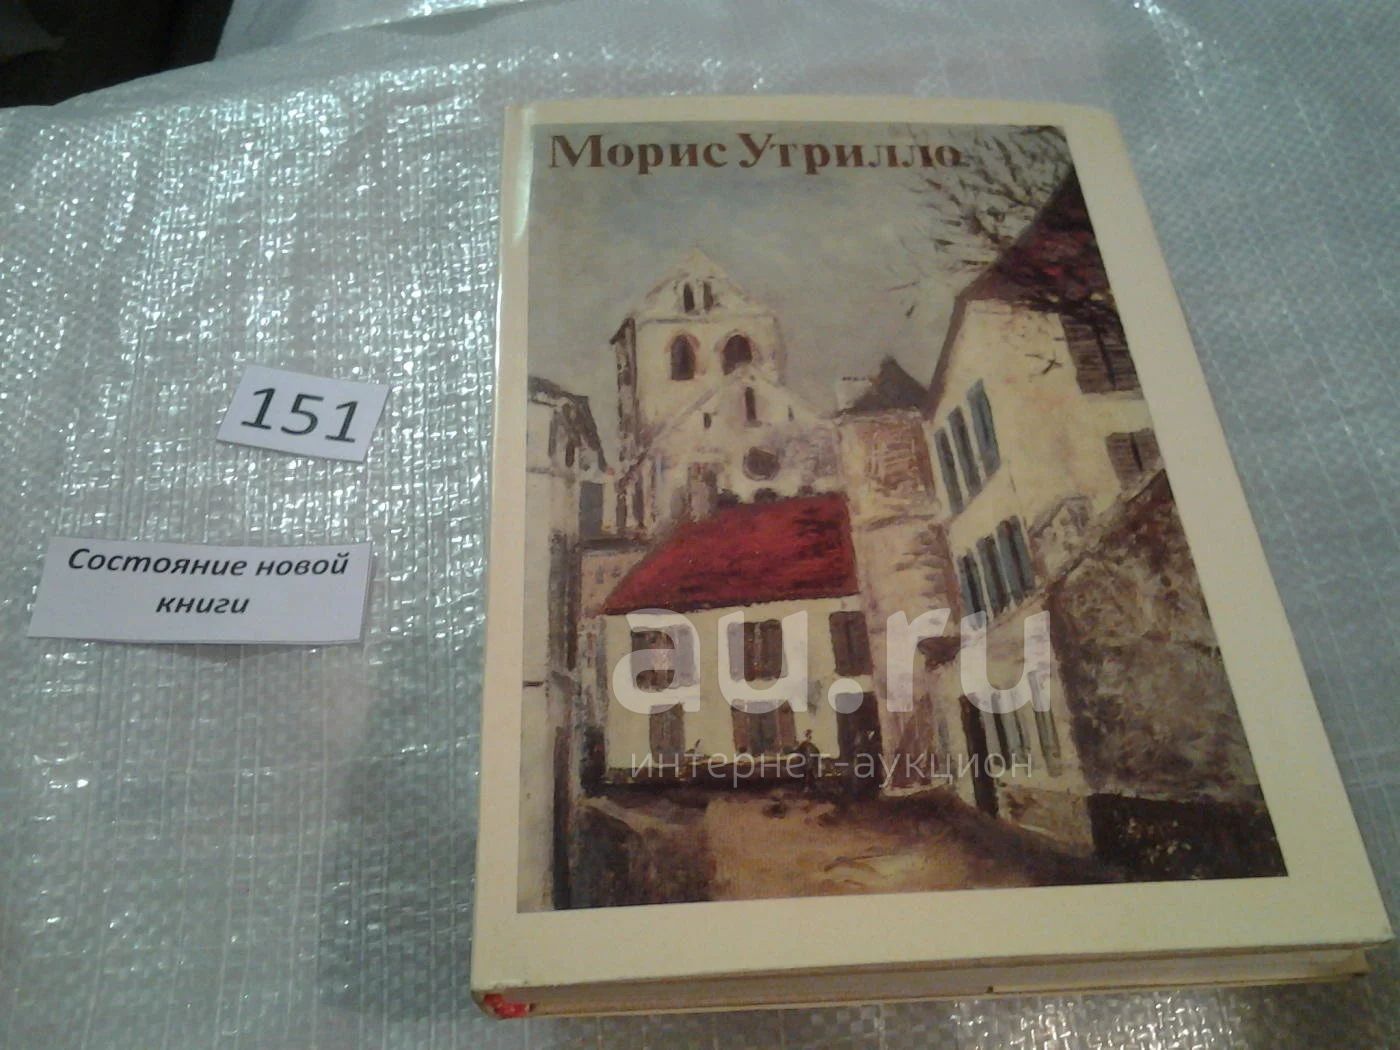 Морис Утрилло
151
Состояние новой
книги
au.ru
интернет-аукцион